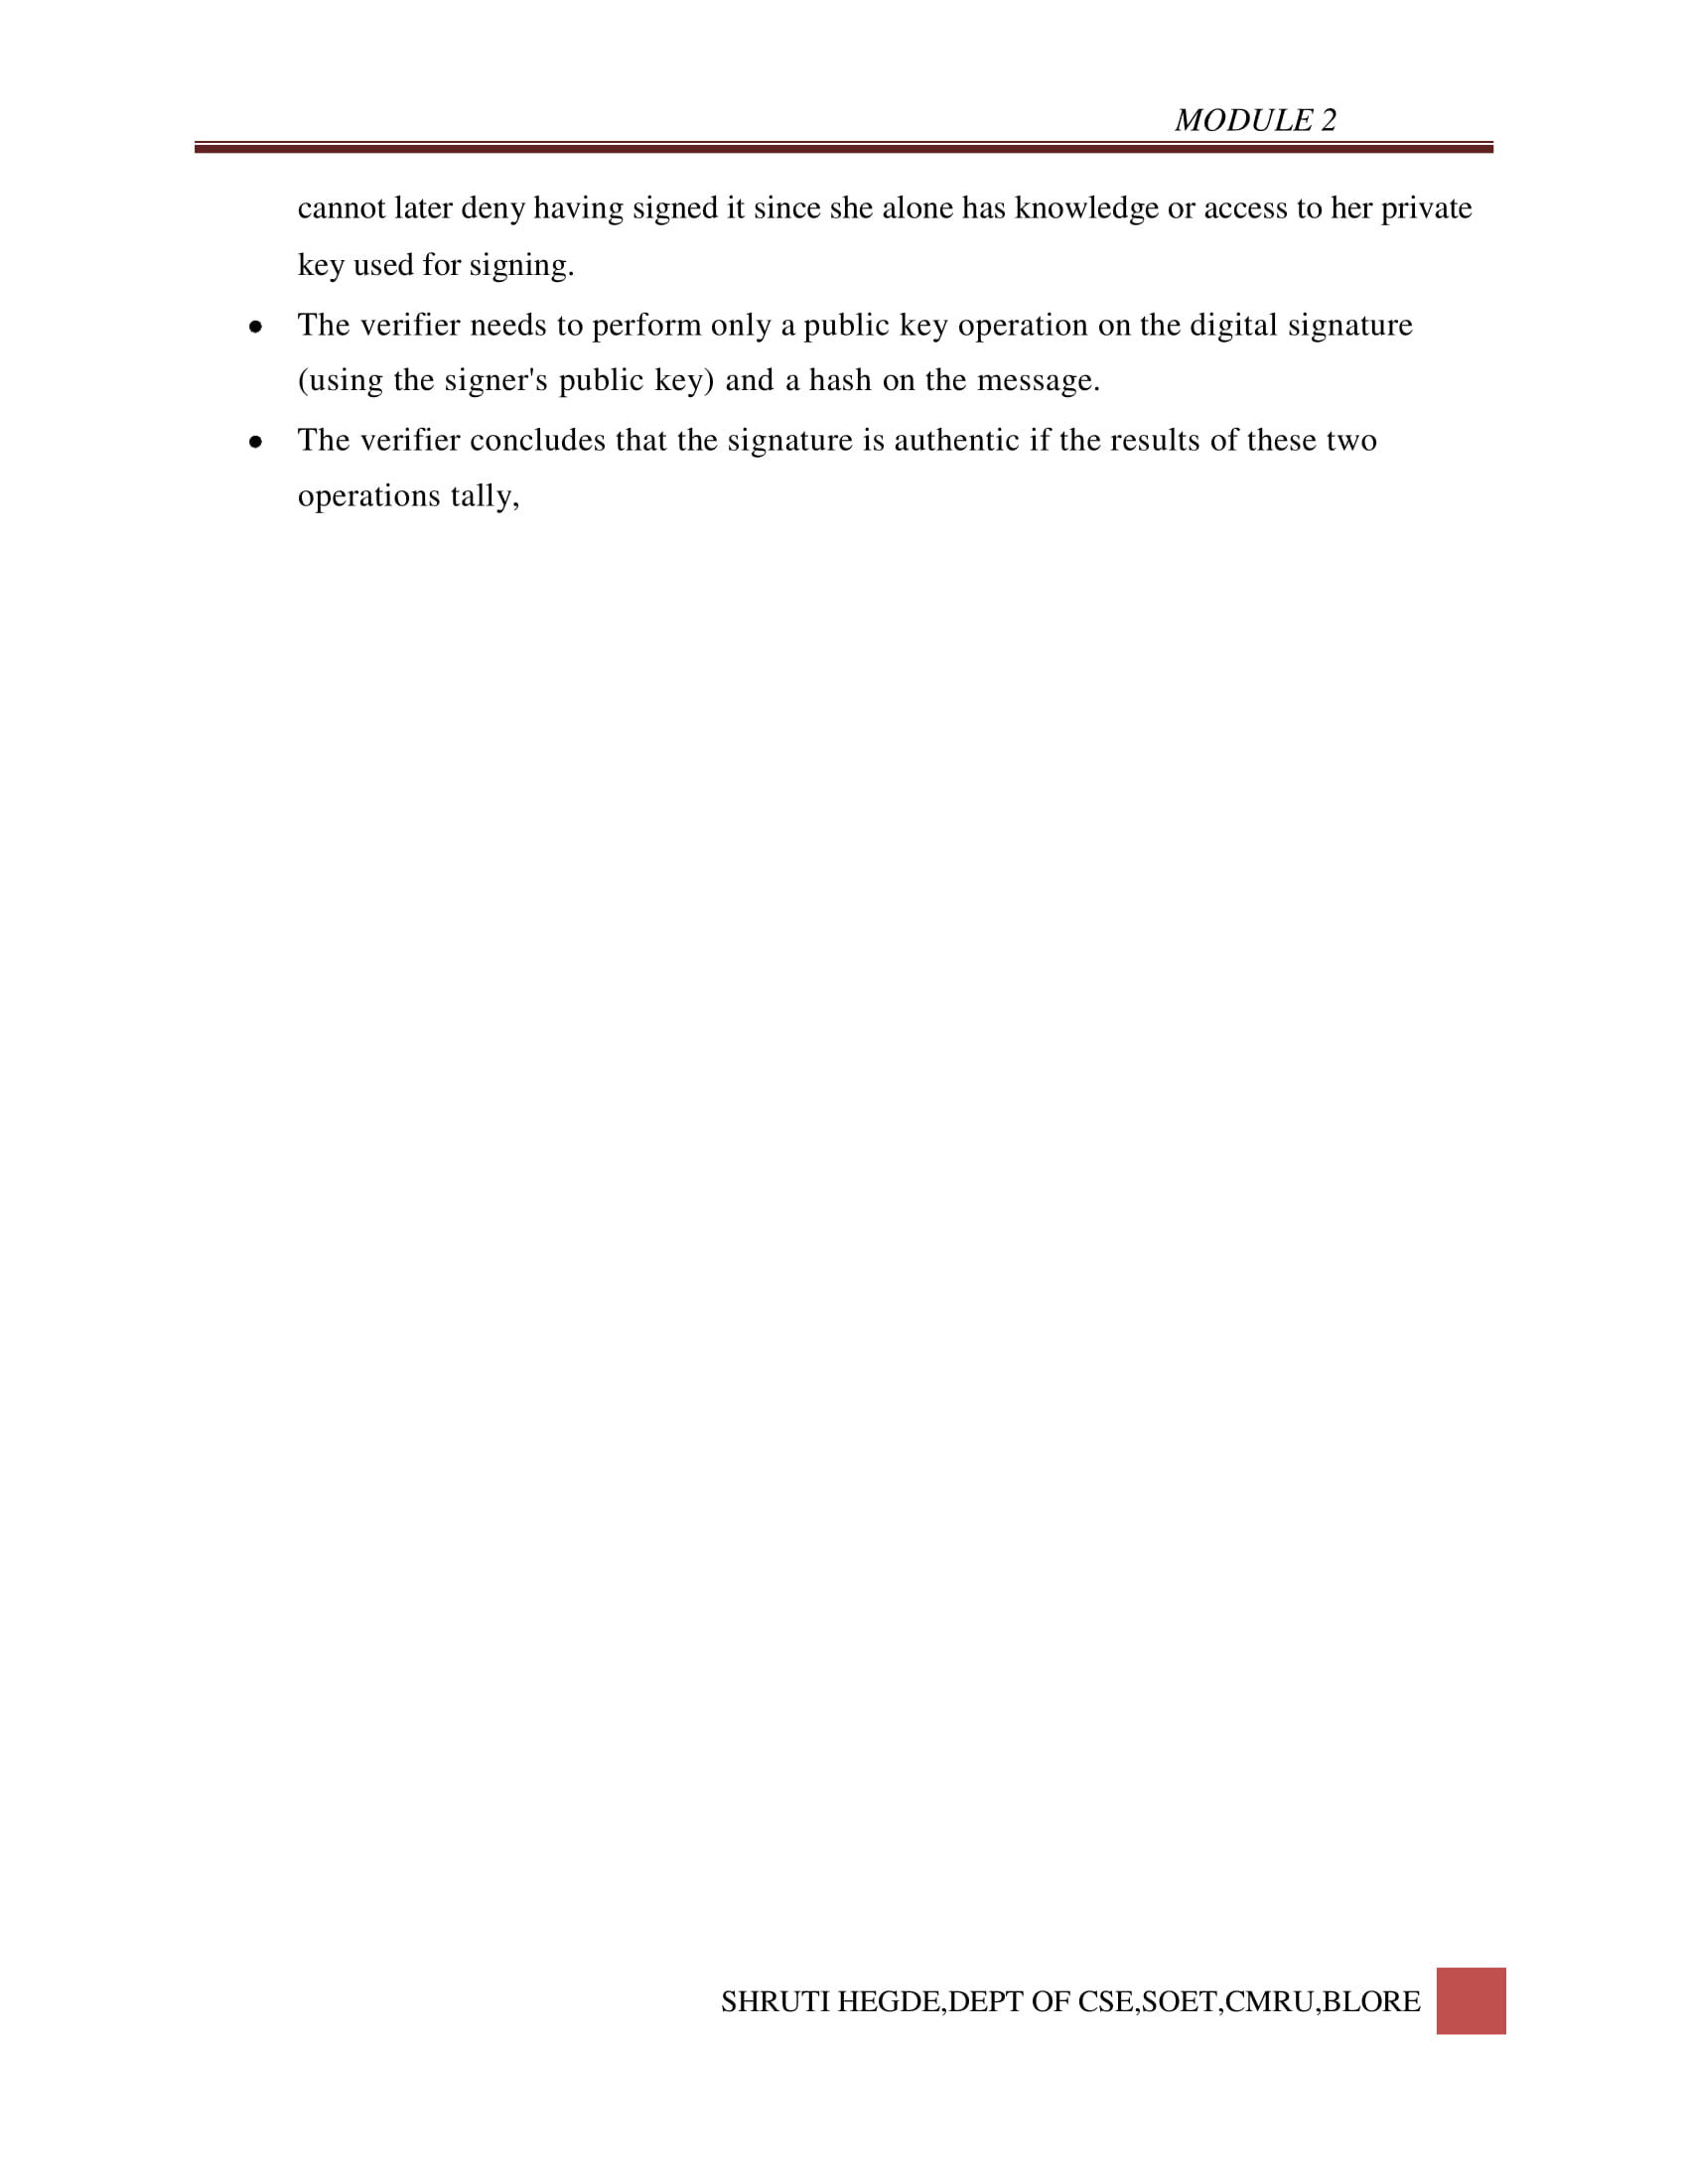 MODULE 2
cannot later deny having signed it since she alone has knowledge or access to her private
key used for signing.
● The verifier needs to perform only a public key operation on the digital signature
(using the signer's public key) and a hash on the message.
● The verifier concludes that the signature is authentic if the results of these two
operations tally,
SHRUTI HEGDE,DEPT OF CSE,SOET,CMRU,BLORE